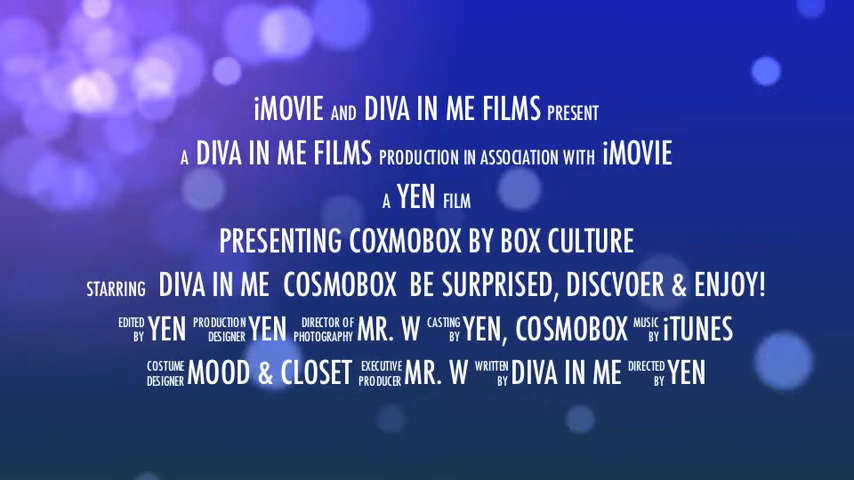 iMOVIE AND DIVA IN ME FILMS PRESENT
A DIVA IN ME FILMS PRODUCTION IN ASSOCIATION WITH iMOVIE
A YEN FILM
PRESENTING COXMOBOX BY BOX CULTURE
STARRING DIVA IN ME COSMOBOX BE SURPRISED, DISCVOER & ENJOY!
EDITED BY YEN PRODUCTION DESIGNER YEN DIRECTOR OF PHOTOGRAPHY MR. W CASTING BY YEN, COSMOBOX MUSIC BY iTUNES
COSTUME DESIGNER MOOD & CLOSET EXECUTIVE PRODUCER MR. W WRITTEN BY DIVA IN ME DIRECTED BY YEN